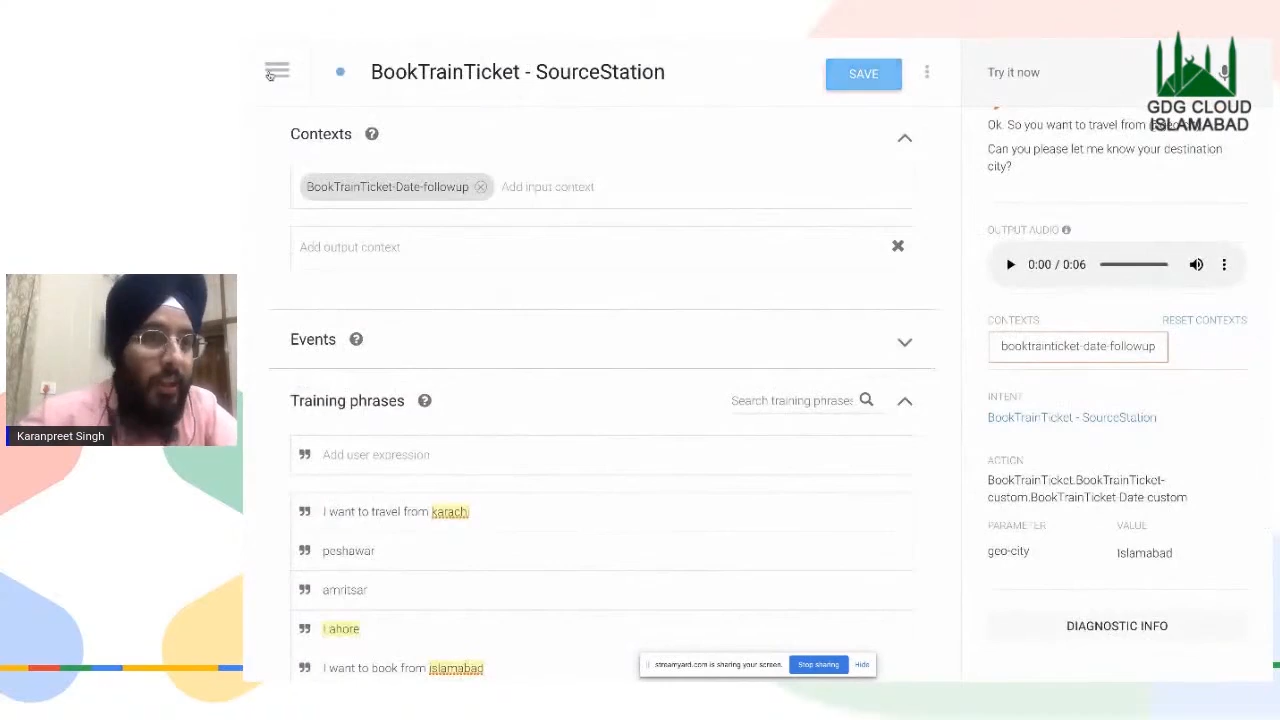 BookTrainTicket - SourceStation
SAVE
Try it now
GDG CLOUD
ISLAMABAD
Contexts
BookTrainTicket-Date-followup
Add input context
Add output context
Events
Training phrases
Search training phrases
Add user expression
I want to travel from karachi
peshawar
amritsar
Lahore
I want to book from islamabad
Ok. So you want to travel from
Can you please let me know your destination
city?
OUTPUT AUDIO
0:00 / 0:06
CONTEXTS
RESET CONTEXTS
booktrainticket-date-followup
INTENT
BookTrainTicket - SourceStation
ACTION
BookTrainTicket.BookTrainTicket-
custom.BookTrainTicket-Date-custom
PARAMETER
VALUE
geo-city
Islamabad
DIAGNOSTIC INFO
streamyard.com is sharing your screen.
Stop sharing
Hide
Karanpreet Singh